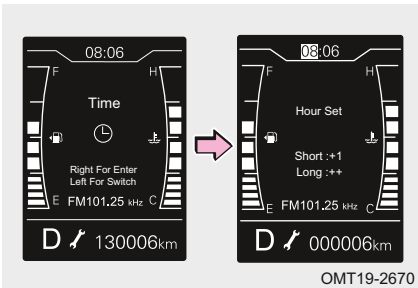 08:06
F H
Time
Right For Enter
Left For Switch
E FM101.25 kHz C
D 130006km
08:06
F H
Hour Set
Short :+1
Long :++
E FM101.25 kHz C
D 000006km
OMT19-2670